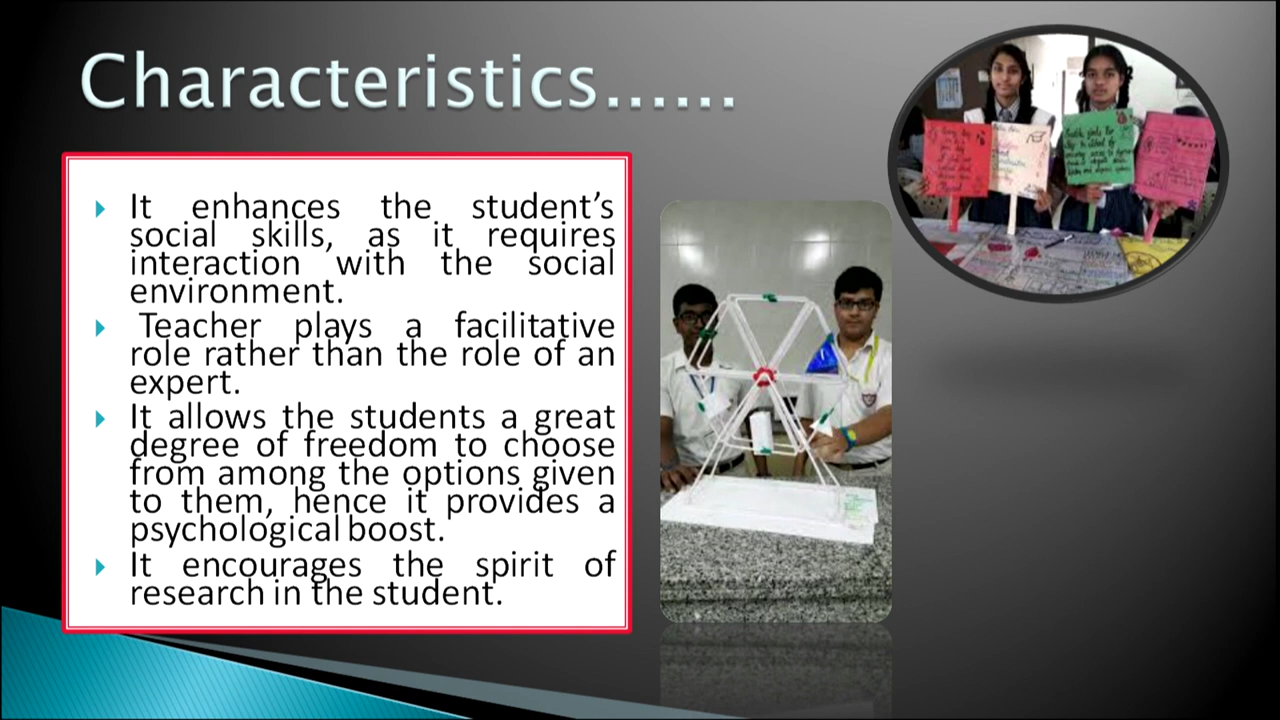 Characteristics......
It enhances the student’s
social skills, as it requires
interaction with the social
environment.
Teacher plays a facilitative
role rather than the role of an
expert.
It allows the students a great
degree of freedom to choose
from among the options given
to them, hence it provides a
psychological boost.
It encourages the spirit of
research in the student.